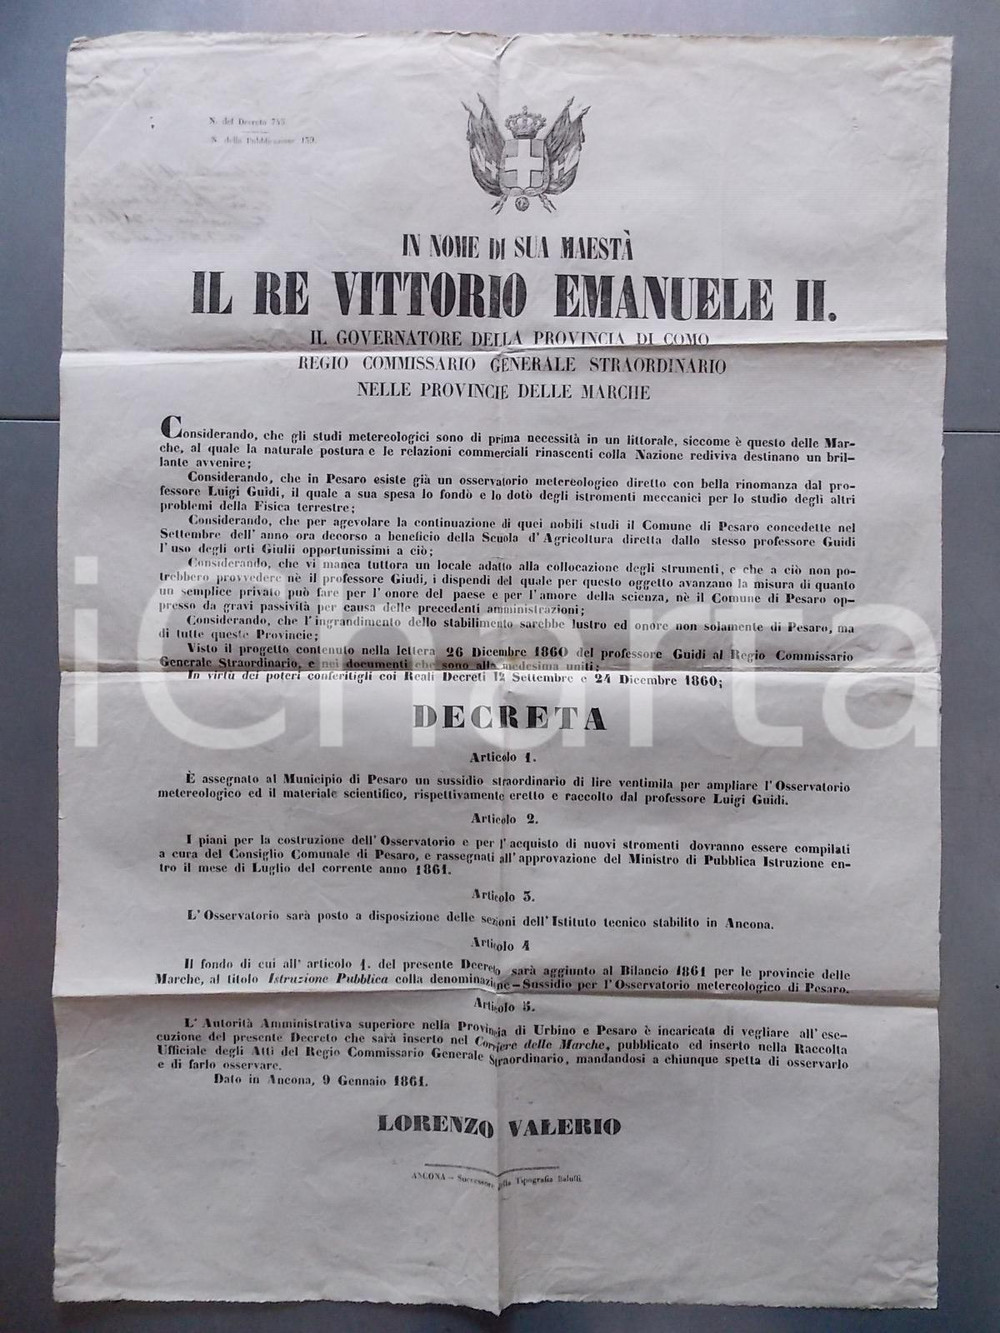 N. del Decreto 745.
N. della Pubblicazione 159.
IN NOME DI SUA MAESTÀ
IL RE VITTORIO EMANUELE II.
IL GOVERNATORE DELLA PROVINCIA DI COMO
REGIO COMMISSARIO GENERALE STRAORDINARIO
NELLE PROVINCIE DELLE MARCHE
Considerando, che gli studi metereologici sono di prima necessità in un littorale, siccome è questo delle Mar-
che, al quale la naturale postura e le relazioni commerciali rinascenti colla Nazione rediviva destinano un bril-
lante avvenire;
Considerando, che in Pesaro esiste già un osservatorio metereologico diretto con bella rinomanza dal pro-
fessore Luigi Guidi, il quale a sua spesa lo fondò e lo dotò degli istromenti meccanici per lo studio degli altri
problemi della Fisica terrestre;
Considerando, che per agevolare la continuazione di quei nobili studi il Comune di Pesaro concedette nel
Settembre dell'anno ora decorso a beneficio della Scuola d'Agricoltura diretta dallo stesso professore Guidi
l'uso degli orti Giulii opportunissimi a ciò;
Considerando, che vi manca tuttora un locale adatto alla collocazione degli strumenti, e che a ciò non po-
trebbero provvedere nè il professore Giudi, i dispendi del quale per questo oggetto avanzano la misura di quanto
un semplice privato può fare per l'onore del paese e per l'amore della scienza, nè il Comune di Pesaro op-
presso da gravi passività per causa delle precedenti amministrazioni;
Considerando, che l'ingrandimento dello stabilimento sarebbe lustro ed onore non solamente di Pesaro, ma
di tutte queste Provincie;
Visto il progetto contenuto nella lettera 26 Dicembre 1860 del professore Guidi al Regio Commissario
Generale Straordinario, e nei documenti che sono alla medesima uniti;
In virtù dei poteri conferitigli coi Reali Decreti 12 Settembre e 24 Dicembre 1860;
iCharta
DECRETA
Articolo 1.
È assegnato al Municipio di Pesaro un sussidio straordinario di lire ventimila per ampliare l'Osservatorio
metereologico ed il materiale scientifico, rispettivamente eretto e raccolto dal professore Luigi Guidi.
Articolo 2.
I piani per la costruzione dell'Osservatorio e per l'acquisto di nuovi stromenti dovranno essere compilati
a cura del Consiglio Comunale di Pesaro, e rassegnati all'approvazione del Ministro di Pubblica Istruzione en-
tro il mese di Luglio del corrente anno 1861.
Articolo 3.
L'Osservatorio sarà posto a disposizione delle sezioni dell'Istituto tecnico stabilito in Ancona.
Articolo 4
Il fondo di cui all'articolo 1. del presente Decreto sarà aggiunto al Bilancio 1861 per le provincie delle
Marche, al titolo Istruzione Pubblica colla denominazione – Sussidio per l'Osservatorio metereologico di Pesaro.
Articolo 5.
L'Autorità Amministrativa superiore nella Provincia di Urbino e Pesaro è incaricata di vegliare all'ese-
cuzione del presente Decreto che sarà inserto nel Corriere delle Marche, pubblicato ed inserto nella Raccolta
Ufficiale degli Atti del Regio Commissario Generale Straordinario, mandandosi a chiunque spetta di osservarlo
e di farlo osservare.
Dato in Ancona, 9 Gennaio 1861.
LORENZO VALERIO
ANCONA – Successore della Tipografia Baluffi.